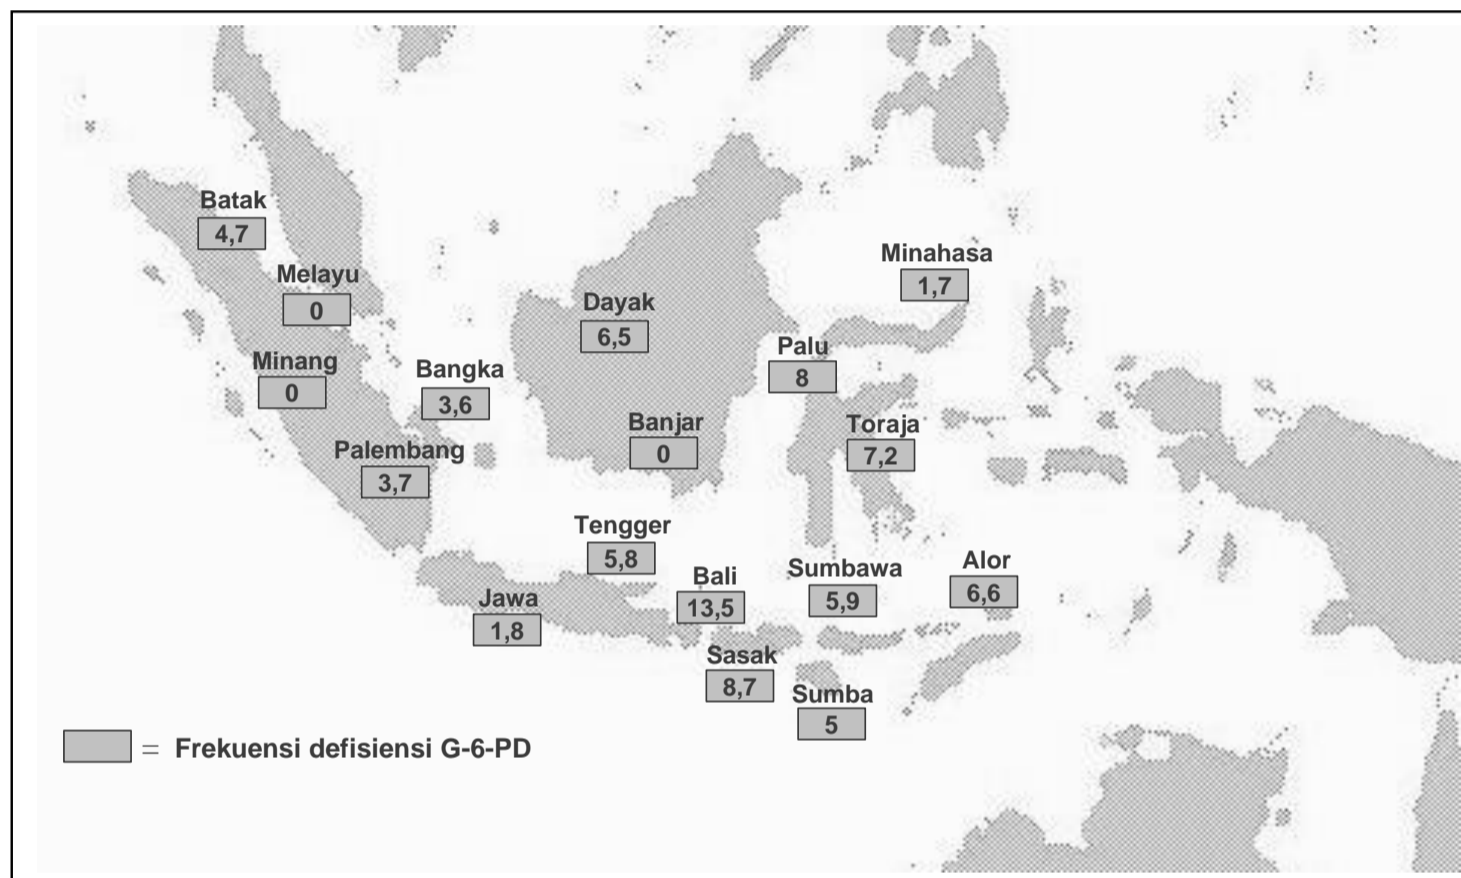 Batak
4,7
Melayu
0
Minang
0
Bangka
3,6
Palembang
3,7
Dayak
6,5
Banjar
0
Minahasa
1,7
Palu
8
Toraja
7,2
Tengger
5,8
Jawa
1,8
Bali
13,5
Sasak
8,7
Sumbawa
5,9
Sumba
5
Alor
6,6
= Frekuensi defisiensi G-6-PD